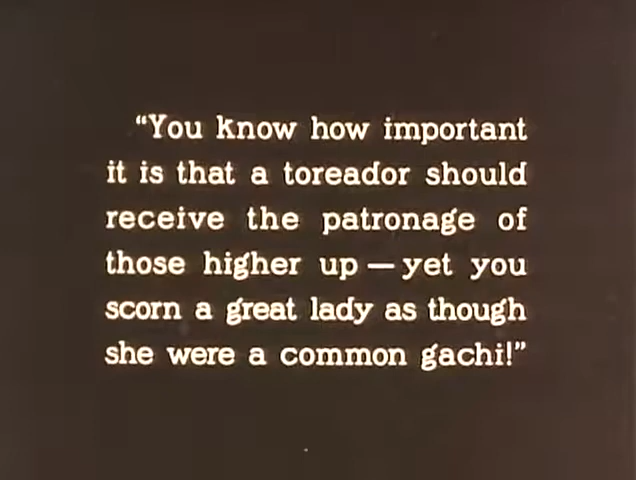 “You know how important
it is that a toreador should
receive the patronage of
those higher up — yet you
scorn a great lady as though
she were a common gachi!”